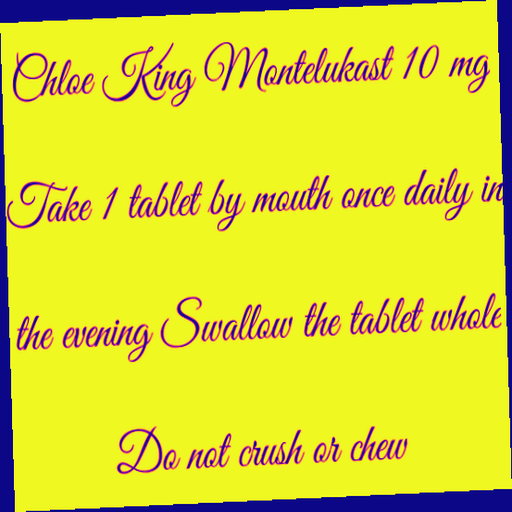 Chloe King Montelukast 10 mg
Take 1 tablet by mouth once daily in
the evening Swallow the tablet whole
Do not crush or chew